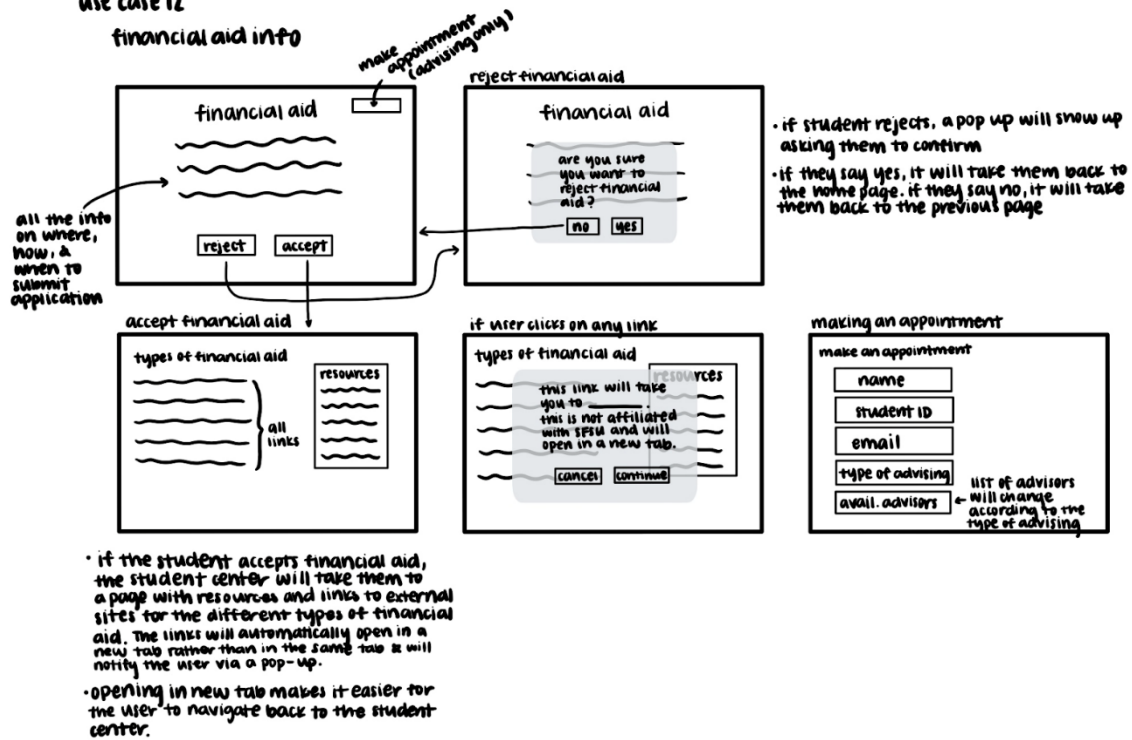 use case 12
financial aid info
make
appointment
(advising only)
financial aid
reject
accept
all the info
on where,
how, &
when to
submit
application
reject financial aid
financial aid
are you sure
you want to
reject financial
aid?
no
yes
• if student rejects, a pop up will show up
asking them to confirm
• if they say yes, it will take them back to
the home page. if they say no, it will take
them back to the previous page
accept financial aid
types of financial aid
all
links
resources
if user clicks on any link
types of financial aid
resources
this link will take
you to ______.
this is not affiliated
with SFSU and will
open in a new tab.
cancel
continue
making an appointment
make an appointment
name
student ID
email
type of advising
avail. advisors
list of advisors
will change
according to the
type of advising
• if the student accepts financial aid,
the student center will take them to
a page with resources and links to external
sites for the different types of financial
aid. The links will automatically open in a
new tab rather than in the same tab & will
notify the user via a pop-up.
• opening in new tab makes it easier for
the user to navigate back to the student
center.